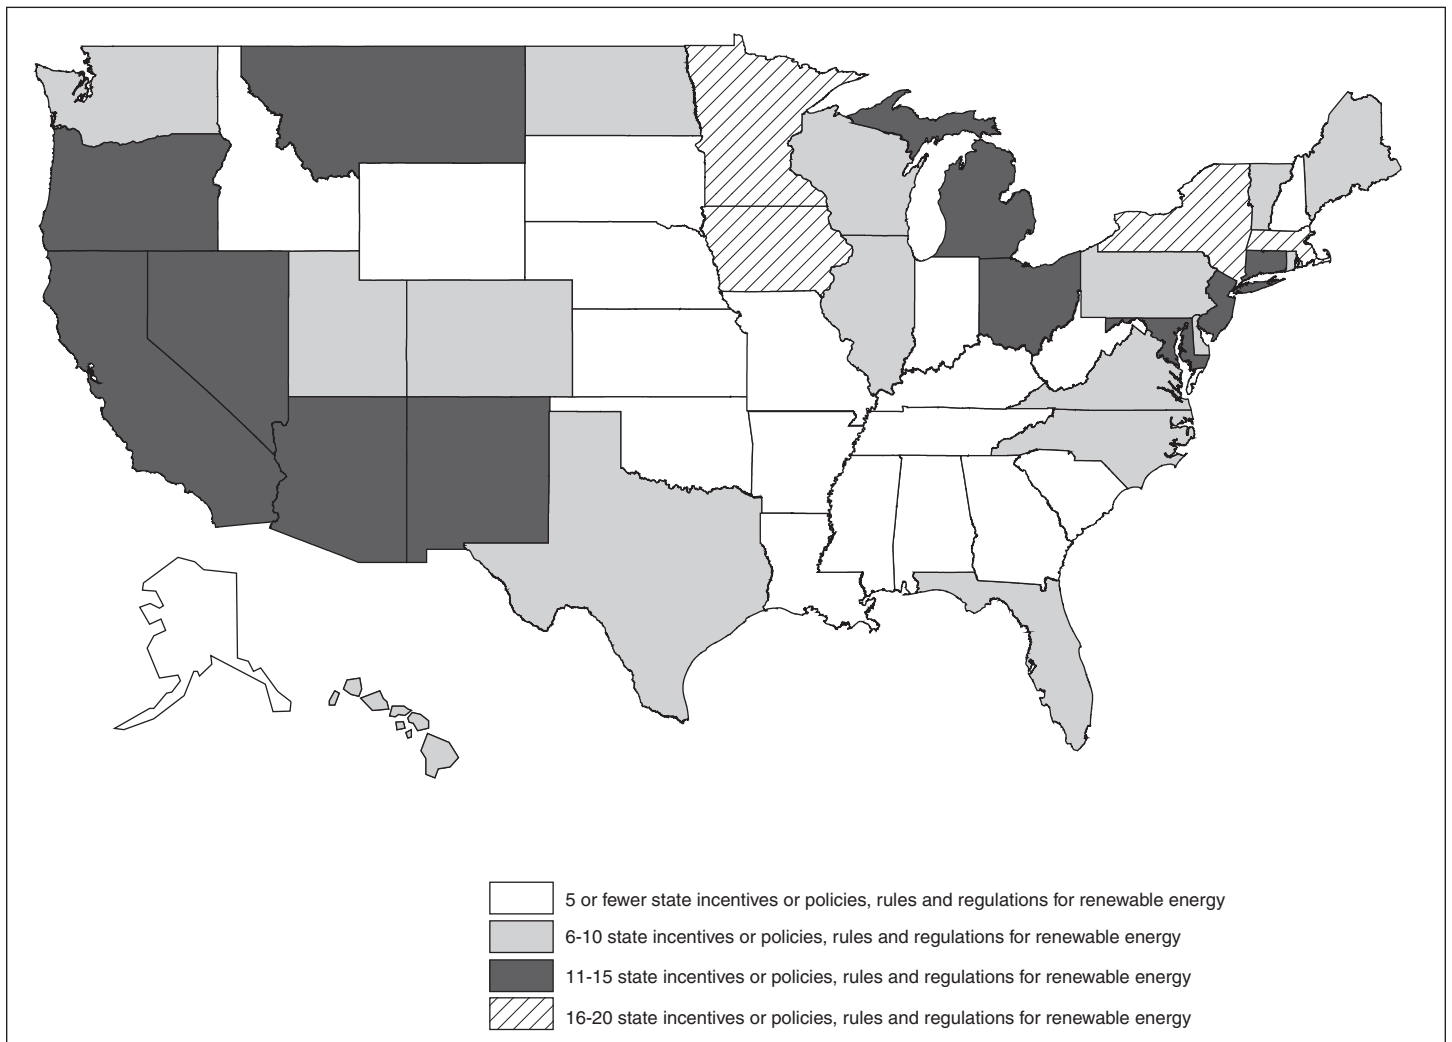 5 or fewer state incentives or policies, rules and regulations for renewable energy
6-10 state incentives or policies, rules and regulations for renewable energy
11-15 state incentives or policies, rules and regulations for renewable energy
16-20 state incentives or policies, rules and regulations for renewable energy